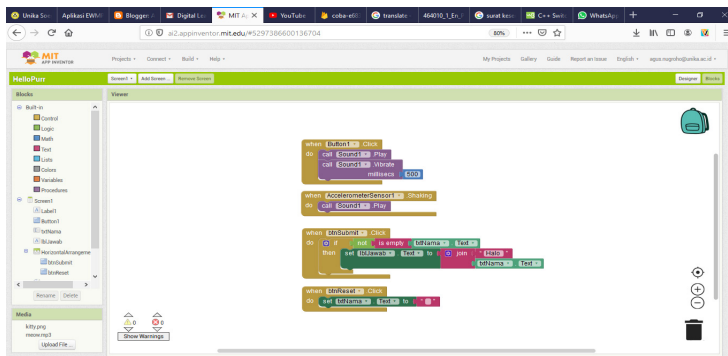 Unika Soe
Aplikasi EWM
Blogger: A
Digital Lea
MIT Ap
YouTube
coba-eli8
translate
464010_1_En_
surat kese
C++ Swit
WhatsAp
ai2.appinventor.mit.edu/#5297386600136704
80%
MIT
APP INVENTOR
Projects
Connect
Build
Help
My Projects
Gallery
Guide
Report an Issue
English
agus.nugroho@unika.ac.id
HelloPurr
Screen1
Add Screen ...
Remove Screen
Designer
Blocks
Blocks
Viewer
Built-in
Control
Logic
Math
Text
Lists
Colors
Variables
Procedures
Screen1
Label1
Button1
txtNama
lblJawab
HorizontalArrangeme
btnSubmit
btnReset
Rename
Delete
Media
kitty.png
meow.mp3
Upload File ...
when Button1 .Click
do call Sound1 .Play
call Sound1 .Vibrate
millisecs 500
when AccelerometerSensor1 .Shaking
do call Sound1 .Play
when btnSubmit .Click
do if not is empty txtNama . Text
then set lblJawab . Text to join " Halo "
txtNama . Text
when btnReset .Click
do set txtNama . Text to " "
0
0
Show Warnings